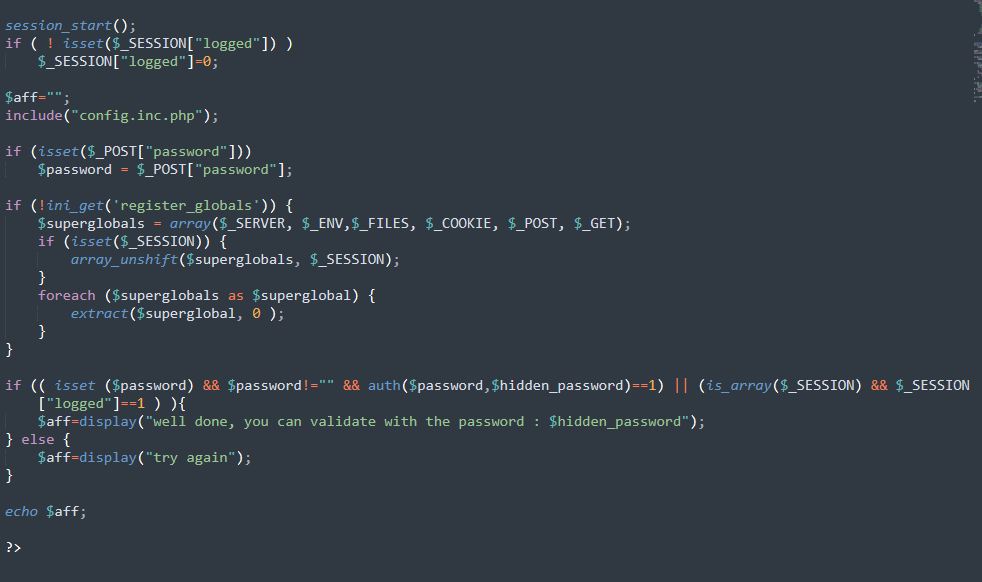 session_start();
if ( ! isset($_SESSION["logged"]) )
    $_SESSION["logged"]=0;

$aff="";
include("config.inc.php");

if (isset($_POST["password"]))
    $password = $_POST["password"];

if (!ini_get('register_globals')) {
    $superglobals = array($_SERVER, $_ENV,$_FILES, $_COOKIE, $_POST, $_GET);
    if (isset($_SESSION)) {
        array_unshift($superglobals, $_SESSION);
    }
    foreach ($superglobals as $superglobal) {
        extract($superglobal, 0 );
    }
}

if (( isset ($password) && $password!="" && auth($password,$hidden_password)==1) || (is_array($_SESSION) && $_SESSION
    ["logged"]==1 ) ){
    $aff=display("well done, you can validate with the password : $hidden_password");
} else {
    $aff=display("try again");
}

echo $aff;

?>